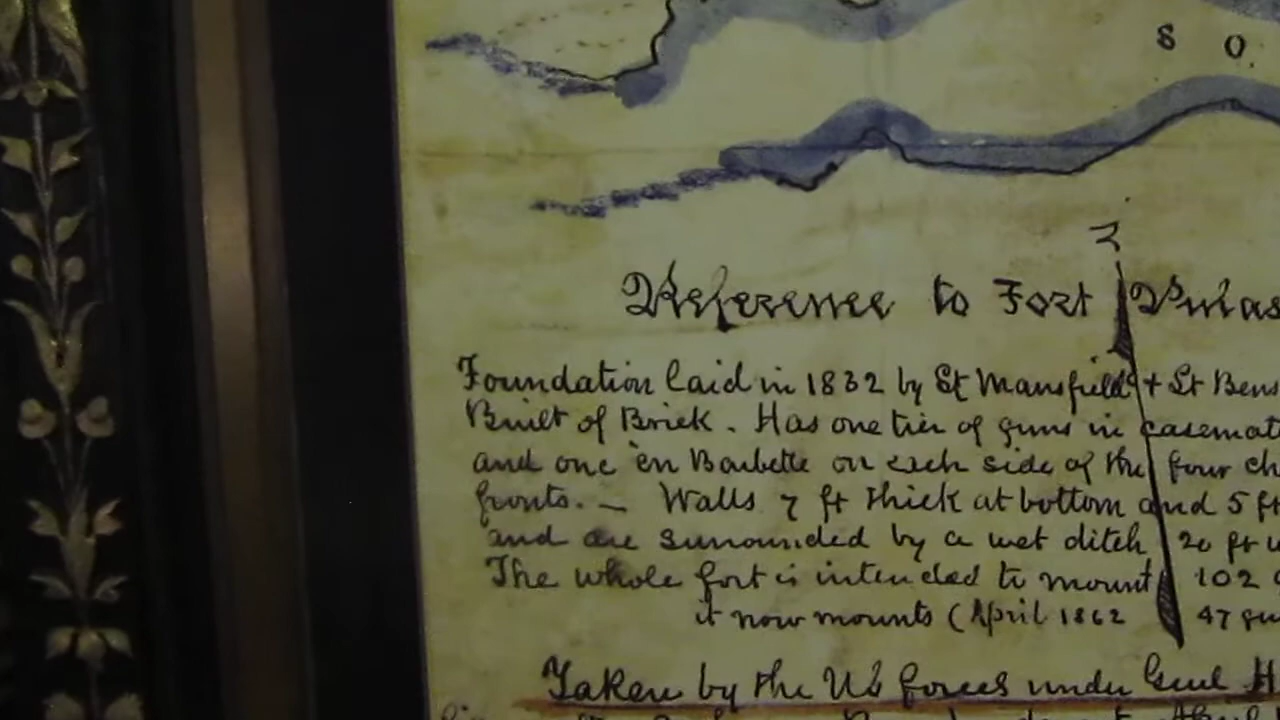 S O.
N
Reference to Fort Pulas
Foundation laid in 1832 by Lt Mansfield & Lt Bens
Built of Brick. Has one tier of guns in casemat
and one en Barbette on each side of the four ch
fronts. — Walls 7 ft thick at bottom and 5 ft
and are surrounded by a wet ditch 20 ft w
The whole fort is intended to mount 102 g
it now mounts (April 1862 47 gu
Taken by the US forces under Genl H